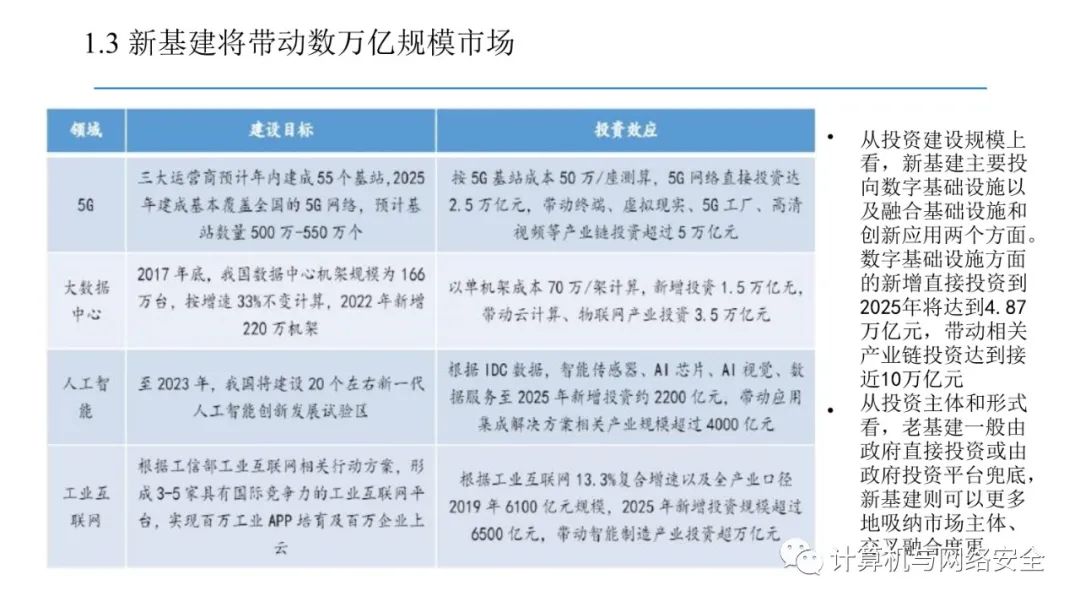 1.3 新基建将带动数万亿规模市场
领域
建设目标
投资效应
5G
三大运营商预计年内建成55个基站,2025
年建成基本覆盖全国的5G网络，预计基
站数量500万-550万个
按5G基站成本50万/座测算，5G网络直接投资达
2.5万亿元，带动终端、虚拟现实、5G工厂、高清
视频等产业链投资超过5万亿元
大数据
中心
2017年底，我国数据中心机架规模为166
万台，按增速33%不变计算，2022年新增
220万机架
以单机架成本70万/架计算，新增投资1.5万亿元，
带动云计算、物联网产业投资3.5万亿元
人工智
能
至2023年，我国将建设20个左右新一代
人工智能创新发展试验区
根据IDC数据，智能传感器、AI芯片、AI视觉、数
据服务至2025年新增投资约2200亿元，带动应用
集成解决方案相关产业规模超过4000亿元
工业互
联网
根据工信部工业互联网相关行动方案，形
成3-5家具有国际竞争力的工业互联网平
台，实现百万工业APP培育及百万企业上
云
根据工业互联网13.3%复合增速以及全产业口径
2019年6100亿元规模，2025年新增投资规模超过
6500亿元，带动智能制造产业投资超万亿元
• 从投资建设规模上
看，新基建主要投
向数字基础设施以
及融合基础设施和
创新应用两个方面。
数字基础设施方面
的新增直接投资到
2025年将达到4.87
万亿元，带动相关
产业链投资达到接
近10万亿元
• 从投资主体和形式
看，老基建一般由
政府直接投资或由
政府投资平台兜底，
新基建则可以更多
地吸纳市场主体、
交叉融合度更
计算机与网络安全